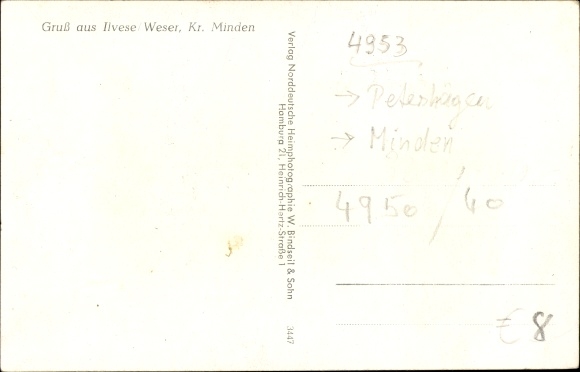 Gruß aus Ilvese Weser, Kr. Minden
Verlag Norddeutsche Heimphotographie W. Bindseil & Sohn
Hamburg 21, Heinrich-Hertz-Straße 1
3447
4953
→ Petershagen
→ Minden
4950 / 40
€ 8